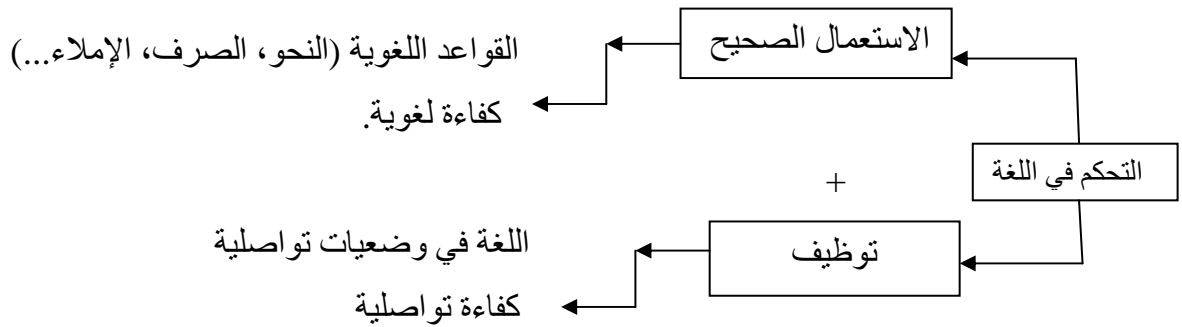 الاستعمال الصحيح
القواعد اللغوية (النحو، الصرف، الإملاء...)
كفاءة لغوية.
التحكم في اللغة
+
توظيف
اللغة في وضعيات تواصلية
كفاءة تواصلية